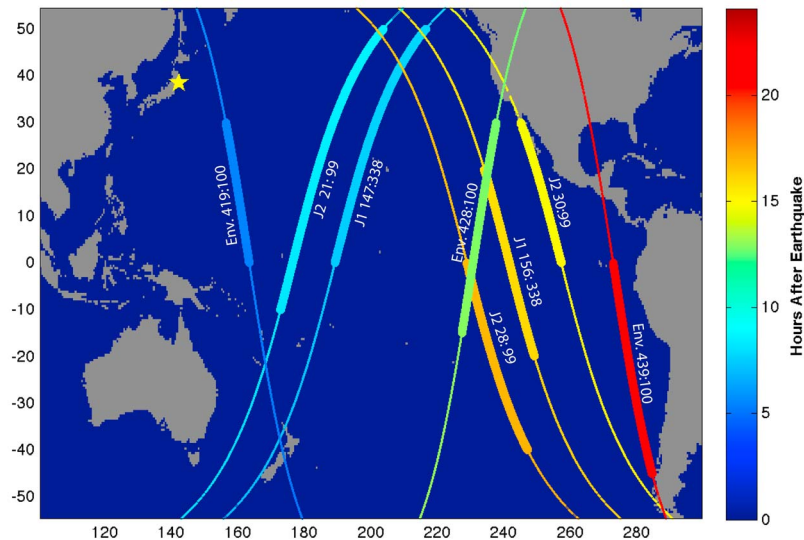 50
40
30
20
10
0
-10
-20
-30
-40
-50
120
140
160
180
200
220
240
260
280
Env. 419:100
J2 21: 99
J1 147:338
Env. 428:100
J2 28: 99
J1 156:338
J2 30:99
Env. 439:100
20
15
10
5
0
Hours After Earthquake